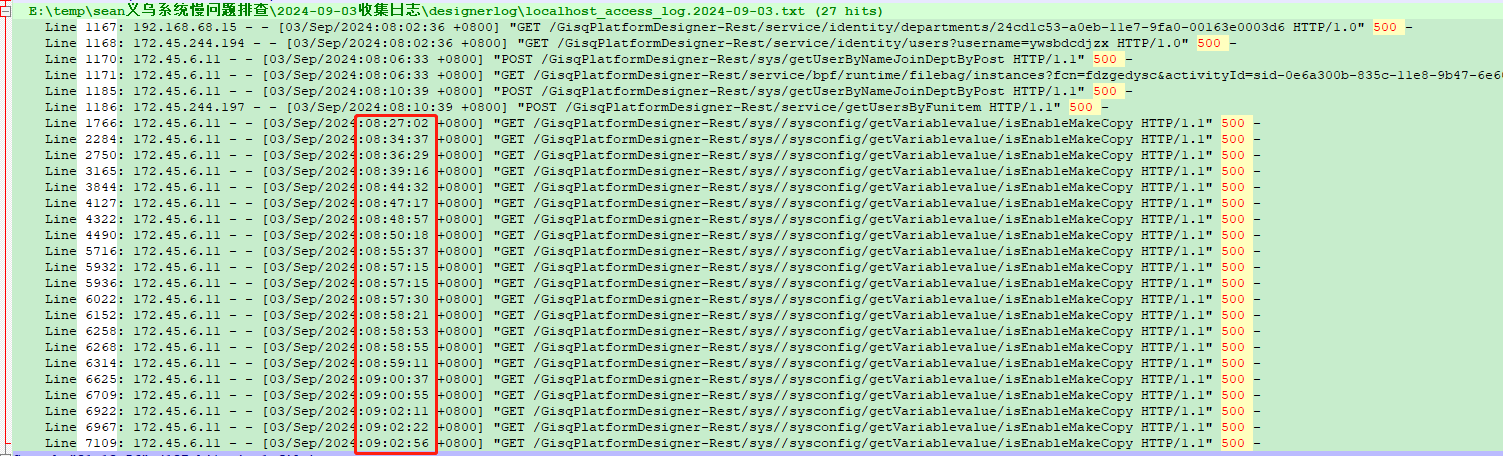 E:\temp\sean义乌系统慢问题排查\2024-09-03收集日志\designerlog\localhost_access_log.2024-09-03.txt (27 hits)
Line 1167: 192.168.68.15 - - [03/Sep/2024:08:02:36 +0800] "GET /GisqPlatformDesigner-Rest/service/identity/departments/24cd1c53-a0eb-11e7-9fa0-00163e0003d6 HTTP/1.0" 500 -
Line 1168: 172.45.244.194 - - [03/Sep/2024:08:02:36 +0800] "GET /GisqPlatformDesigner-Rest/service/identity/users?username=ywsbdcdjzx HTTP/1.0" 500 -
Line 1170: 172.45.6.11 - - [03/Sep/2024:08:06:33 +0800] "POST /GisqPlatformDesigner-Rest/sys/getUserByNameJoinDeptByPost HTTP/1.1" 500 -
Line 1171: 172.45.6.11 - - [03/Sep/2024:08:06:33 +0800] "GET /GisqPlatformDesigner-Rest/service/bpf/runtime/filebag/instances?fcn=fdzgedysc&activityId=sid-0e6a300b-835c-11e8-9b47-6e60
Line 1185: 172.45.6.11 - - [03/Sep/2024:08:10:39 +0800] "POST /GisqPlatformDesigner-Rest/sys/getUserByNameJoinDeptByPost HTTP/1.1" 500 -
Line 1186: 172.45.244.197 - - [03/Sep/2024:08:10:39 +0800] "POST /GisqPlatformDesigner-Rest/service/getUsersByFunitem HTTP/1.1" 500 -
Line 1766: 172.45.6.11 - - [03/Sep/2024:08:27:02 +0800] "GET /GisqPlatformDesigner-Rest/sys//sysconfig/getVariablevalue/isEnableMakeCopy HTTP/1.1" 500 -
Line 2284: 172.45.6.11 - - [03/Sep/2024:08:34:37 +0800] "GET /GisqPlatformDesigner-Rest/sys//sysconfig/getVariablevalue/isEnableMakeCopy HTTP/1.1" 500 -
Line 2750: 172.45.6.11 - - [03/Sep/2024:08:36:29 +0800] "GET /GisqPlatformDesigner-Rest/sys//sysconfig/getVariablevalue/isEnableMakeCopy HTTP/1.1" 500 -
Line 3165: 172.45.6.11 - - [03/Sep/2024:08:39:16 +0800] "GET /GisqPlatformDesigner-Rest/sys//sysconfig/getVariablevalue/isEnableMakeCopy HTTP/1.1" 500 -
Line 3844: 172.45.6.11 - - [03/Sep/2024:08:44:32 +0800] "GET /GisqPlatformDesigner-Rest/sys//sysconfig/getVariablevalue/isEnableMakeCopy HTTP/1.1" 500 -
Line 4127: 172.45.6.11 - - [03/Sep/2024:08:47:17 +0800] "GET /GisqPlatformDesigner-Rest/sys//sysconfig/getVariablevalue/isEnableMakeCopy HTTP/1.1" 500 -
Line 4322: 172.45.6.11 - - [03/Sep/2024:08:48:57 +0800] "GET /GisqPlatformDesigner-Rest/sys//sysconfig/getVariablevalue/isEnableMakeCopy HTTP/1.1" 500 -
Line 4490: 172.45.6.11 - - [03/Sep/2024:08:50:18 +0800] "GET /GisqPlatformDesigner-Rest/sys//sysconfig/getVariablevalue/isEnableMakeCopy HTTP/1.1" 500 -
Line 5716: 172.45.6.11 - - [03/Sep/2024:08:55:37 +0800] "GET /GisqPlatformDesigner-Rest/sys//sysconfig/getVariablevalue/isEnableMakeCopy HTTP/1.1" 500 -
Line 5932: 172.45.6.11 - - [03/Sep/2024:08:57:15 +0800] "GET /GisqPlatformDesigner-Rest/sys//sysconfig/getVariablevalue/isEnableMakeCopy HTTP/1.1" 500 -
Line 5936: 172.45.6.11 - - [03/Sep/2024:08:57:15 +0800] "GET /GisqPlatformDesigner-Rest/sys//sysconfig/getVariablevalue/isEnableMakeCopy HTTP/1.1" 500 -
Line 6022: 172.45.6.11 - - [03/Sep/2024:08:57:30 +0800] "GET /GisqPlatformDesigner-Rest/sys//sysconfig/getVariablevalue/isEnableMakeCopy HTTP/1.1" 500 -
Line 6152: 172.45.6.11 - - [03/Sep/2024:08:58:21 +0800] "GET /GisqPlatformDesigner-Rest/sys//sysconfig/getVariablevalue/isEnableMakeCopy HTTP/1.1" 500 -
Line 6258: 172.45.6.11 - - [03/Sep/2024:08:58:53 +0800] "GET /GisqPlatformDesigner-Rest/sys//sysconfig/getVariablevalue/isEnableMakeCopy HTTP/1.1" 500 -
Line 6268: 172.45.6.11 - - [03/Sep/2024:08:58:55 +0800] "GET /GisqPlatformDesigner-Rest/sys//sysconfig/getVariablevalue/isEnableMakeCopy HTTP/1.1" 500 -
Line 6314: 172.45.6.11 - - [03/Sep/2024:08:59:11 +0800] "GET /GisqPlatformDesigner-Rest/sys//sysconfig/getVariablevalue/isEnableMakeCopy HTTP/1.1" 500 -
Line 6625: 172.45.6.11 - - [03/Sep/2024:09:00:37 +0800] "GET /GisqPlatformDesigner-Rest/sys//sysconfig/getVariablevalue/isEnableMakeCopy HTTP/1.1" 500 -
Line 6709: 172.45.6.11 - - [03/Sep/2024:09:00:55 +0800] "GET /GisqPlatformDesigner-Rest/sys//sysconfig/getVariablevalue/isEnableMakeCopy HTTP/1.1" 500 -
Line 6922: 172.45.6.11 - - [03/Sep/2024:09:02:11 +0800] "GET /GisqPlatformDesigner-Rest/sys//sysconfig/getVariablevalue/isEnableMakeCopy HTTP/1.1" 500 -
Line 6967: 172.45.6.11 - - [03/Sep/2024:09:02:22 +0800] "GET /GisqPlatformDesigner-Rest/sys//sysconfig/getVariablevalue/isEnableMakeCopy HTTP/1.1" 500 -
Line 7109: 172.45.6.11 - - [03/Sep/2024:09:02:56 +0800] "GET /GisqPlatformDesigner-Rest/sys//sysconfig/getVariablevalue/isEnableMakeCopy HTTP/1.1" 500 -